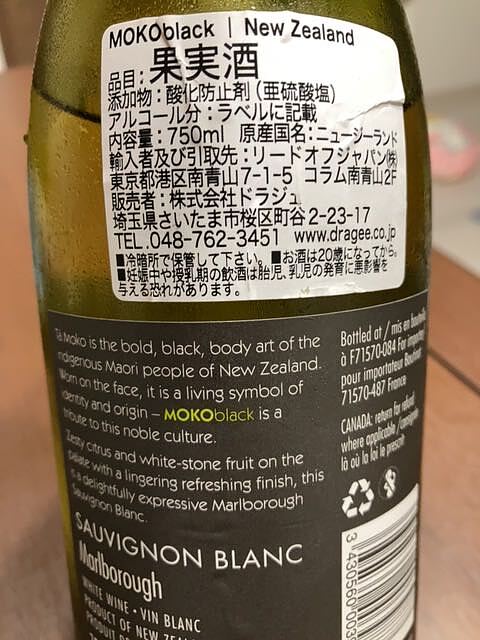 MOKOblack | New Zealand
品目：果実酒
添加物：酸化防止剤（亜硫酸塩）
アルコール分：ラベルに記載
内容量：750ml 原産国名：ニュージーランド
輸入者及び引取先：リードオフジャパン㈱
東京都港区南青山7-1-5 コラム南青山2F
販売者：株式会社ドラジェ
埼玉県さいたま市桜区町谷2-23-17
TEL.048-762-3451 www.dragee.co.jp
■冷暗所で保管して下さい。■お酒は20歳になってから。
■妊娠中や授乳期の飲酒は胎児、乳児の発育に悪影響を
与える恐れがあります。
Tā Moko is the bold, black, body art of the
indigenous Maori people of New Zealand.
Worn on the face, it is a living symbol of
identity and origin – MOKOblack is a
tribute to this noble culture.
Zesty citrus and white-stone fruit on the
palate with a lingering refreshing finish, this
is a delightfully expressive Marlborough
Sauvignon Blanc.
SAUVIGNON BLANC
Marlborough
WHITE WINE • VIN BLANC
PRODUCT OF NEW ZEAL
PRODUIT
Bottled at / mis en bouteille
à F71570-084 For
pour importateur
71570-487 France
CANADA: return for refund
where applicable / consignée
là où la loi le prescrit
3 430560 003